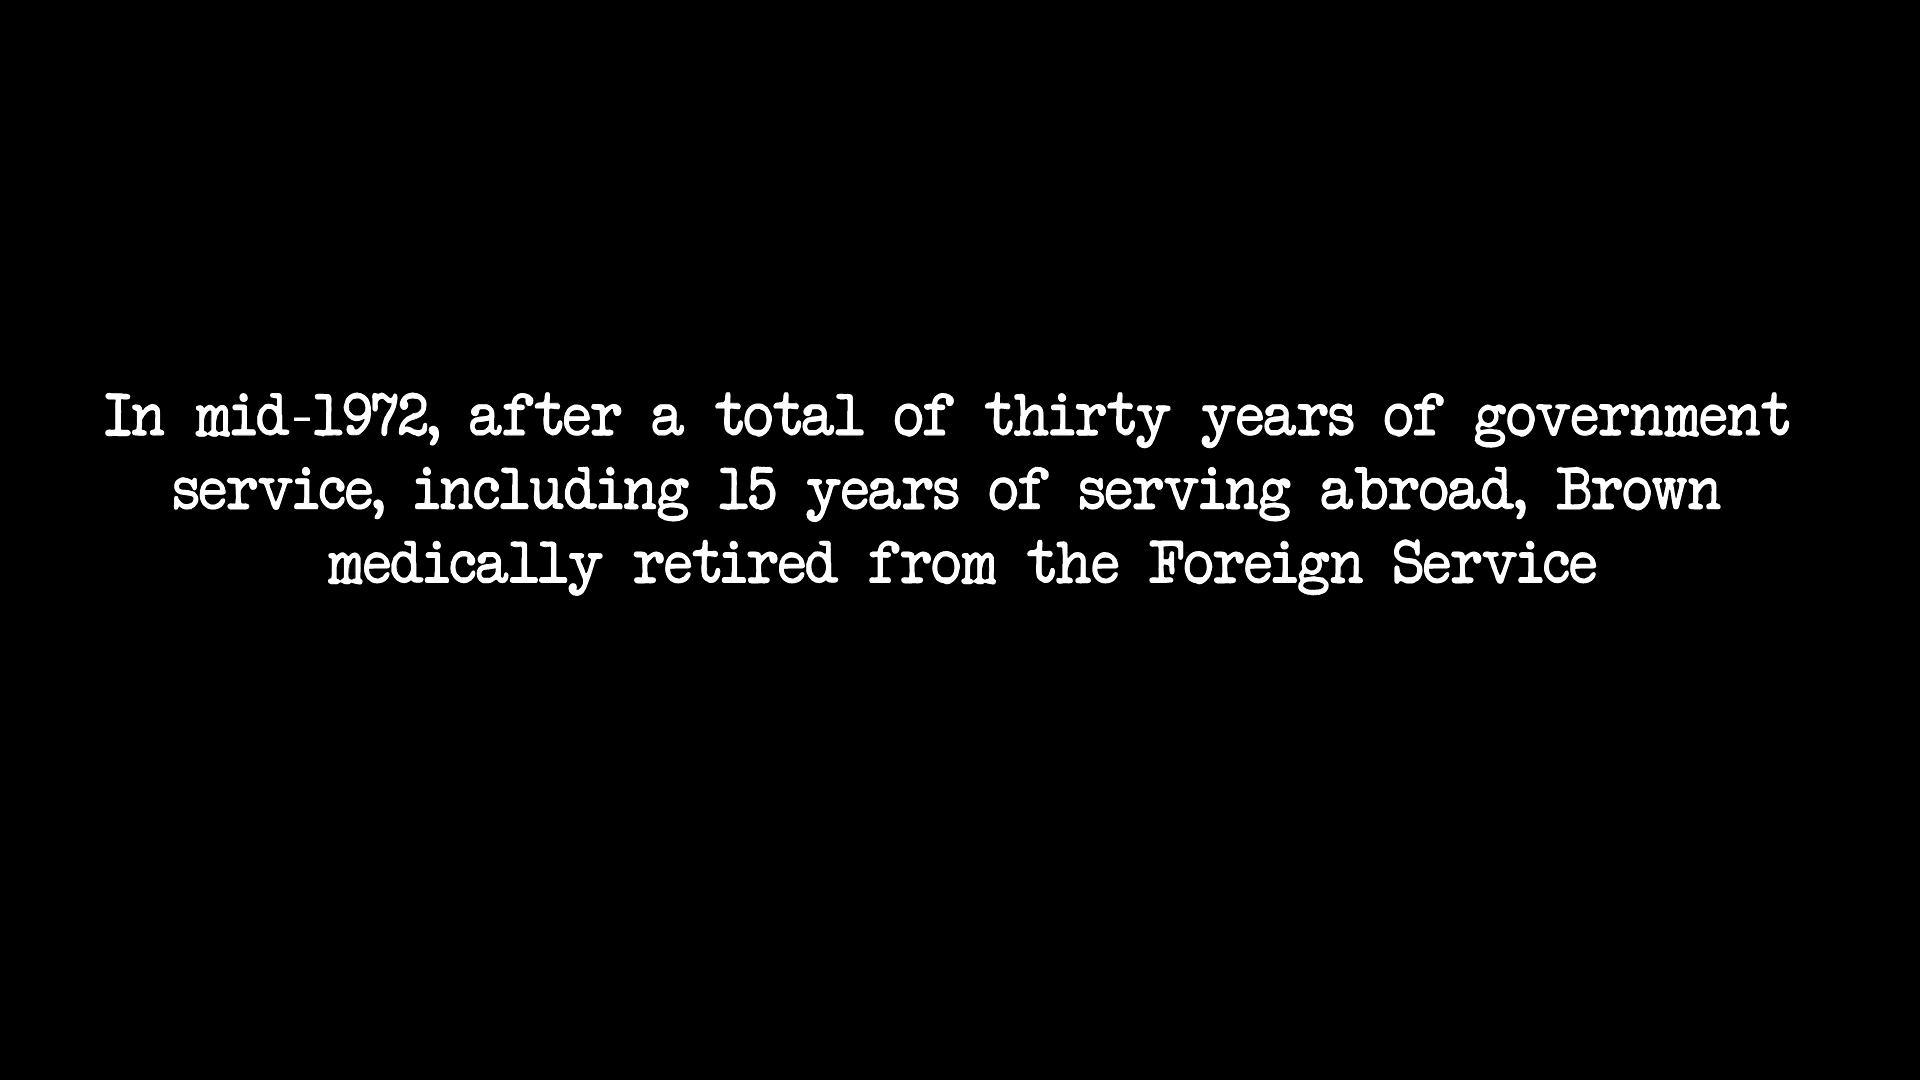 In mid-1972, after a total of thirty years of government
service, including 15 years of serving abroad, Brown
medically retired from the Foreign Service